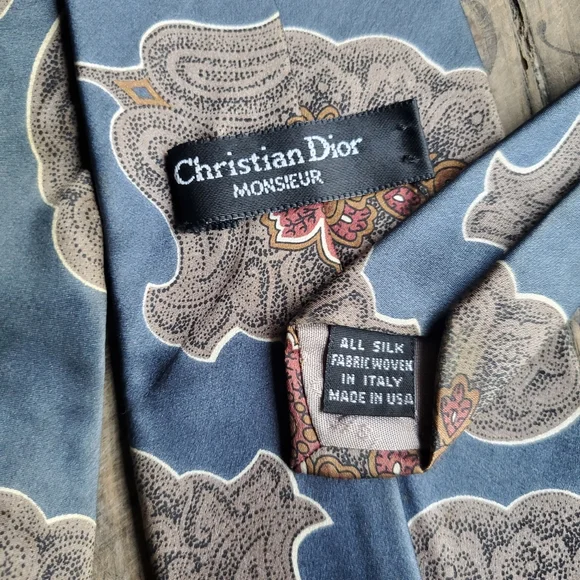 Christian Dior
MONSIEUR
ALL SILK
FABRIC WOVEN
IN ITALY
MADE IN USA